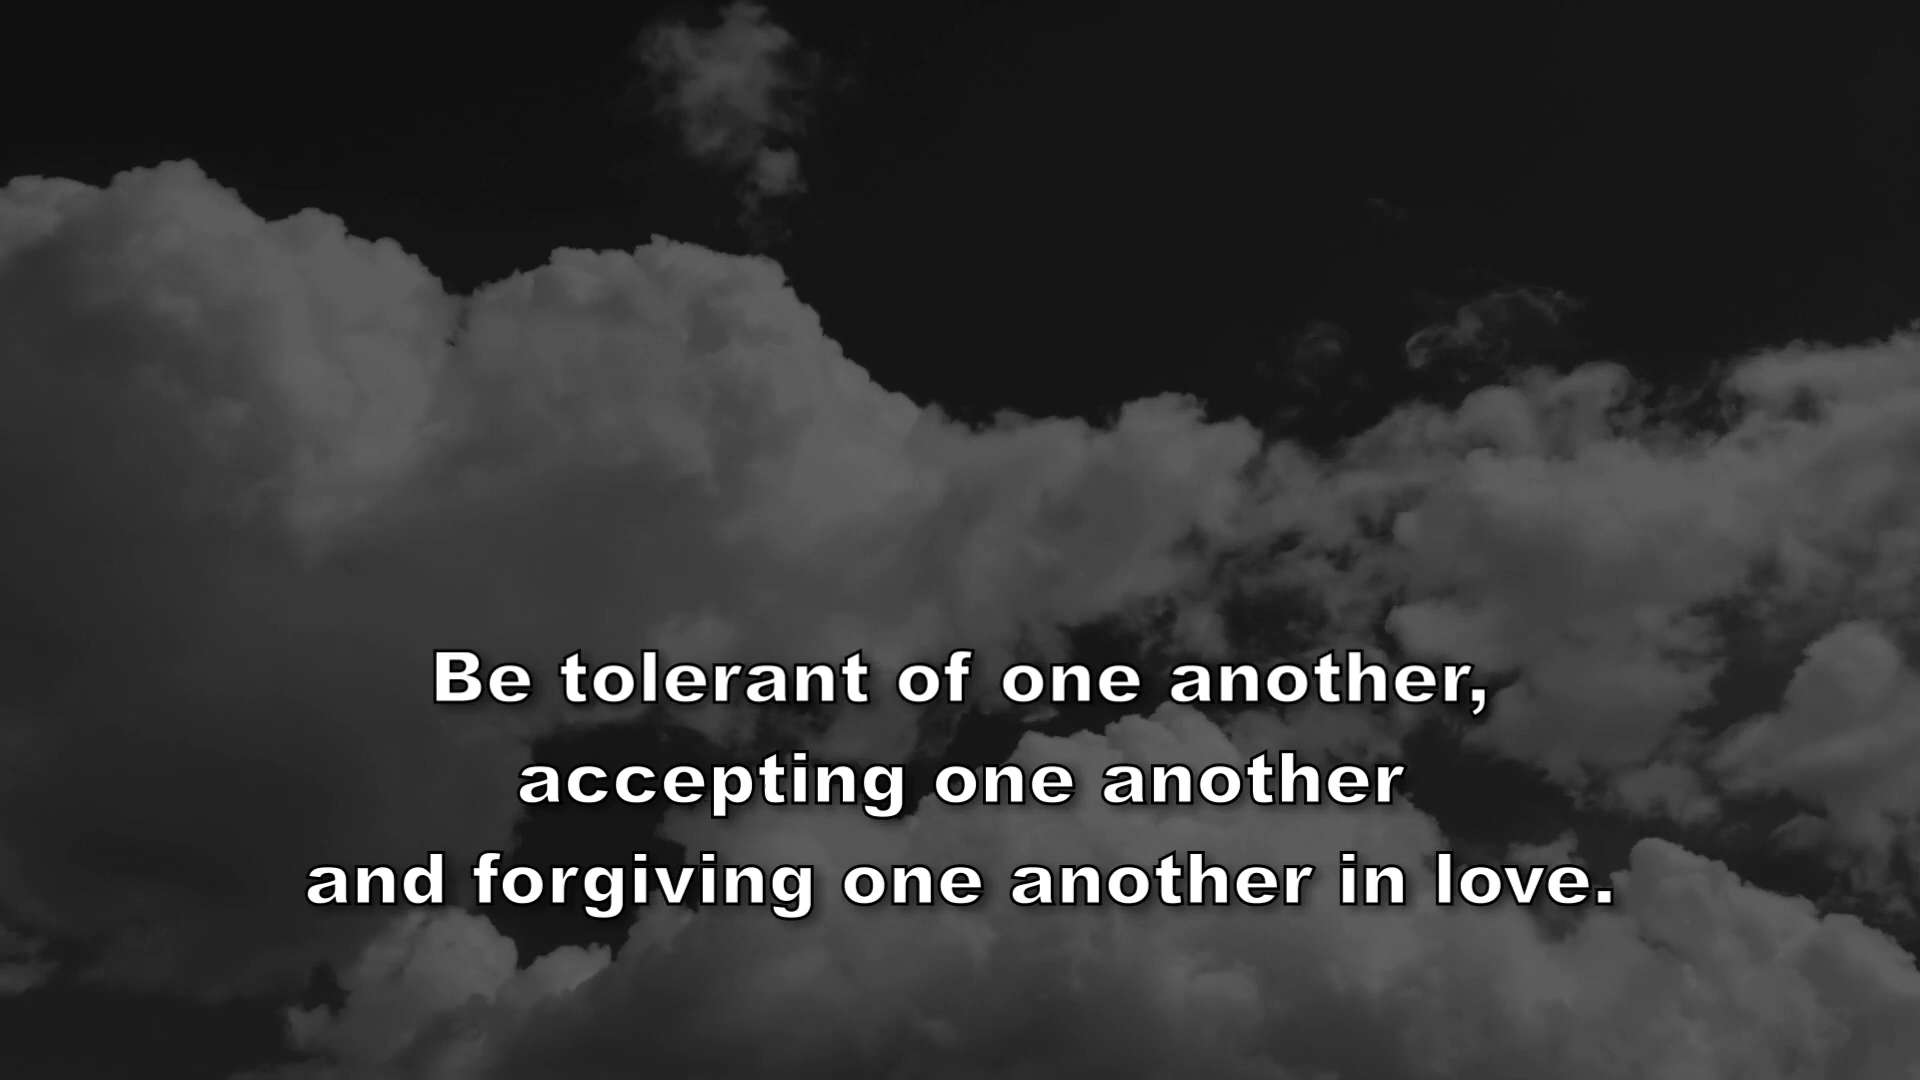 Be tolerant of one another,
accepting one another
and forgiving one another in love.